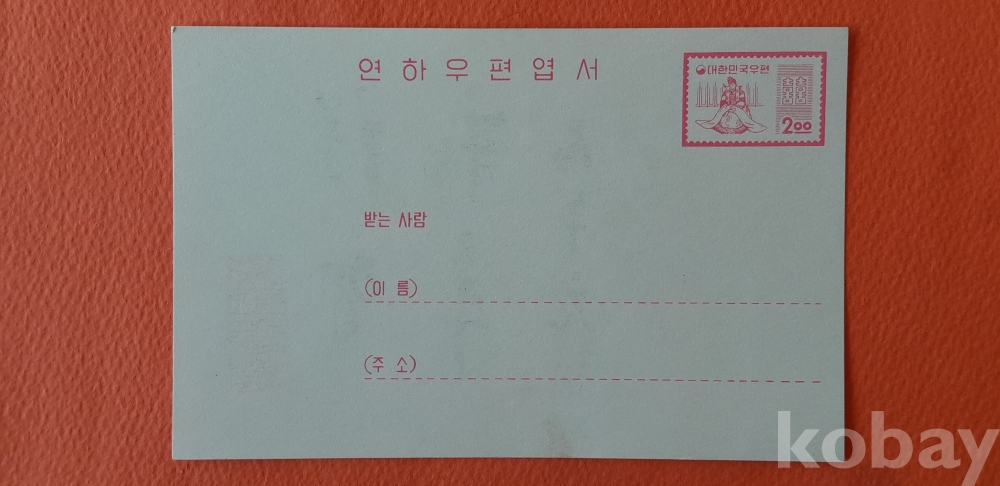 연하우편엽서
대한민국우편
2.00
받는 사람
(이 름)
(주 소)
kobay